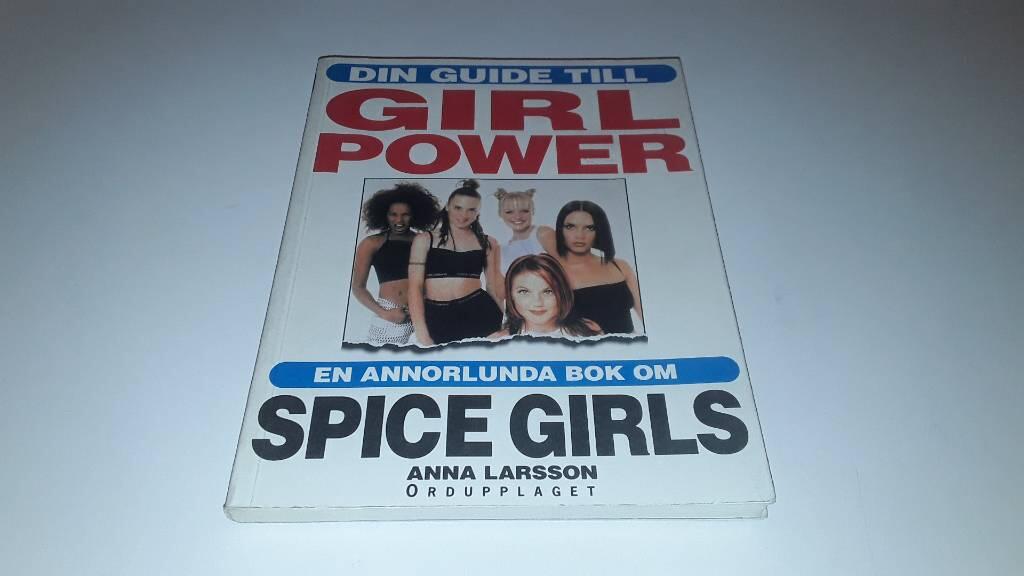 DIN GUIDE TILL
GIRL
POWER
EN ANNORLUNDA BOK OM
SPICE GIRLS
ANNA LARSSON
ORDUPPLAGET